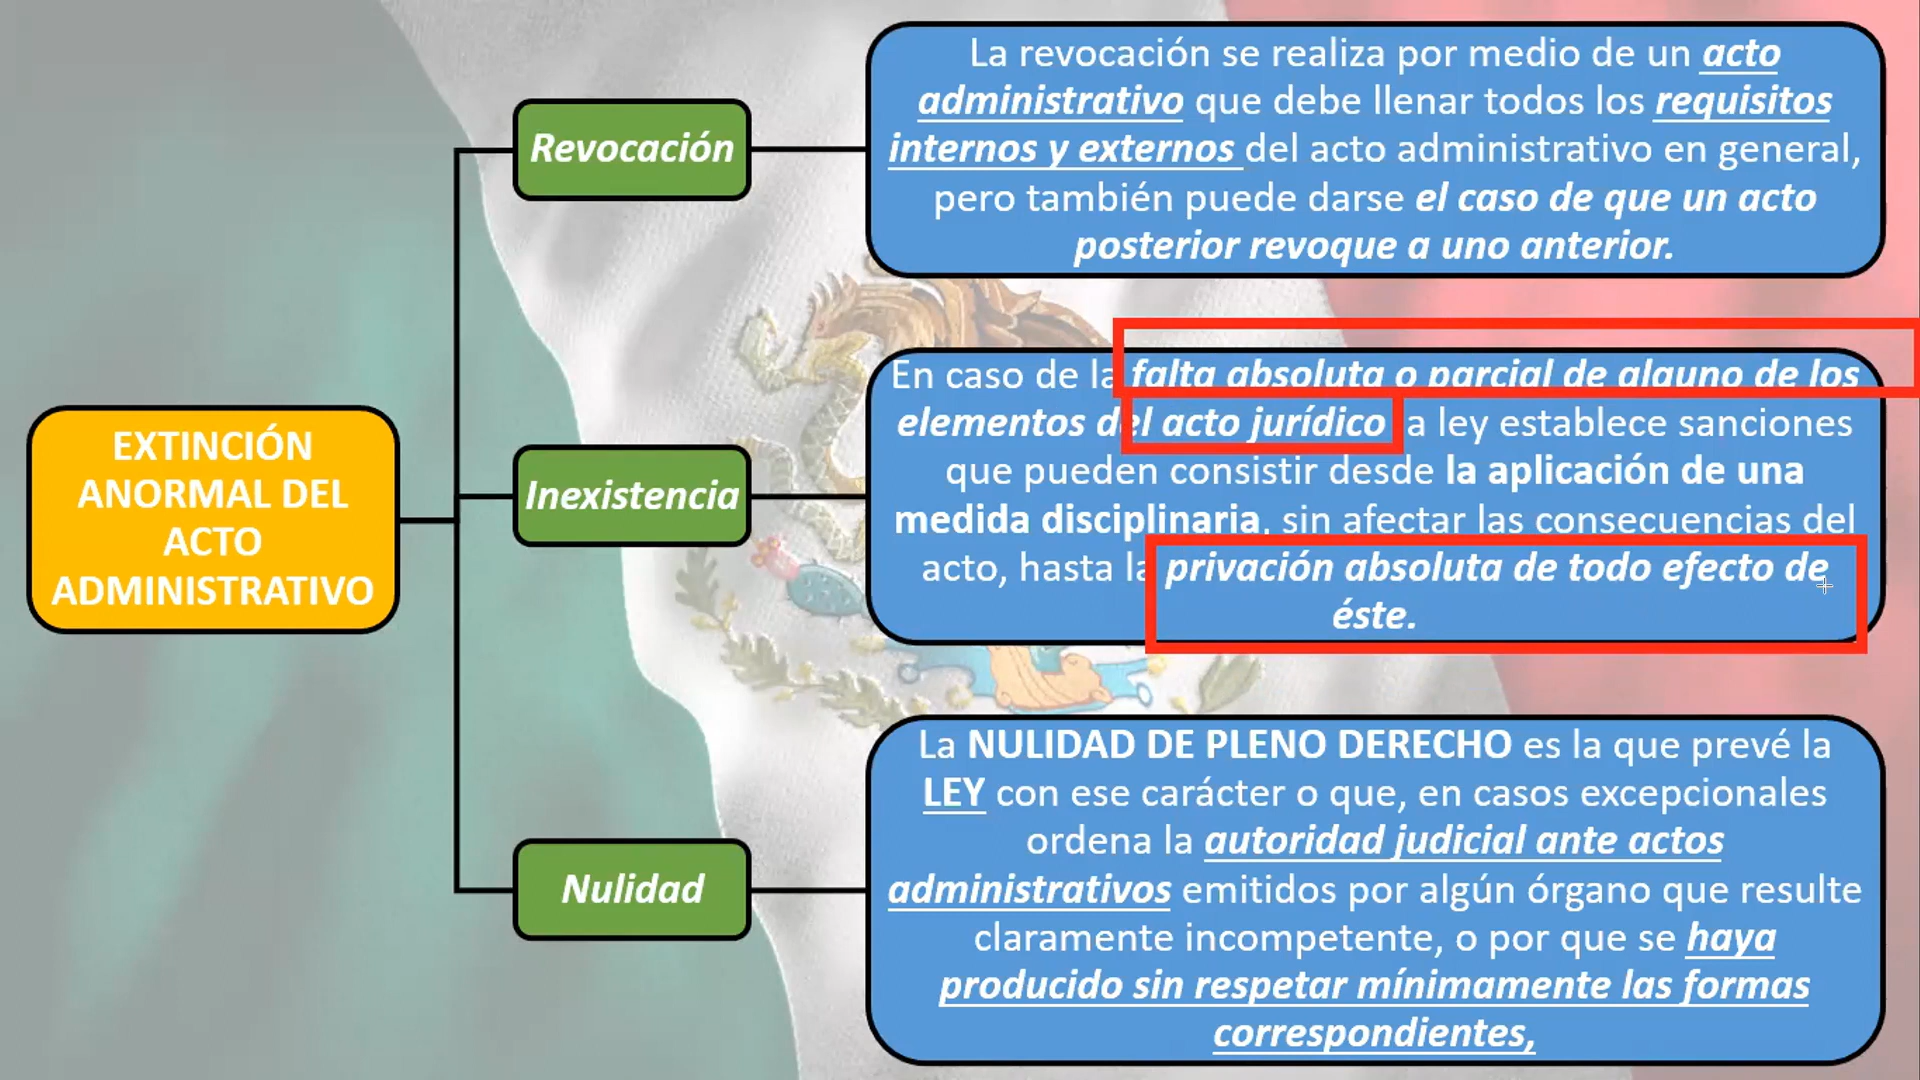 EXTINCIÓN
ANORMAL DEL
ACTO
ADMINISTRATIVO
Revocación
La revocación se realiza por medio de un acto
administrativo que debe llenar todos los requisitos
internos y externos del acto administrativo en general,
pero también puede darse el caso de que un acto
posterior revoque a uno anterior.
Inexistencia
En caso de la falta absoluta o parcial de alguno de los
elementos del acto jurídico a ley establece sanciones
que pueden consistir desde la aplicación de una
medida disciplinaria, sin afectar las consecuencias del
acto, hasta la privación absoluta de todo efecto de
éste.
Nulidad
La NULIDAD DE PLENO DERECHO es la que prevé la
LEY con ese carácter o que, en casos excepcionales
ordena la autoridad judicial ante actos
administrativos emitidos por algún órgano que resulte
claramente incompetente, o por que se haya
producido sin respetar mínimamente las formas
correspondientes,